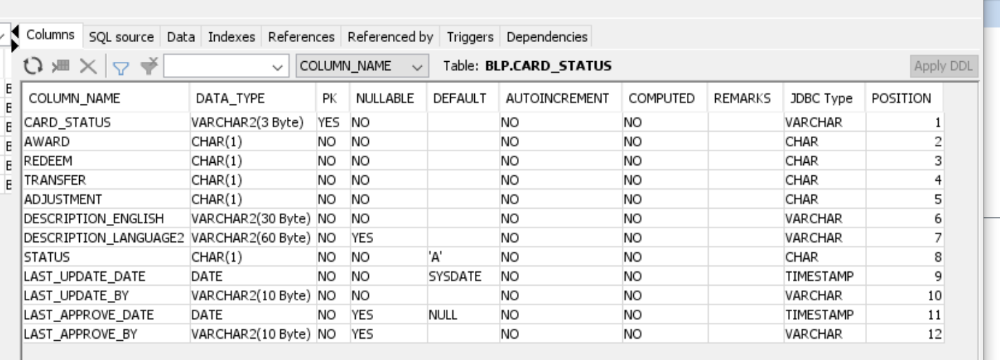 Columns SQL source Data Indexes References Referenced by Triggers Dependencies
COLUMN_NAME Table: BLP.CARD_STATUS Apply DDL
COLUMN_NAME DATA_TYPE PK NULLABLE DEFAULT AUTOINCREMENT COMPUTED REMARKS JDBC Type POSITION
CARD_STATUS VARCHAR2(3 Byte) YES NO NO NO VARCHAR 1
AWARD CHAR(1) NO NO NO NO CHAR 2
REDEEM CHAR(1) NO NO NO NO CHAR 3
TRANSFER CHAR(1) NO NO NO NO CHAR 4
ADJUSTMENT CHAR(1) NO NO NO NO CHAR 5
DESCRIPTION_ENGLISH VARCHAR2(30 Byte) NO NO NO NO VARCHAR 6
DESCRIPTION_LANGUAGE2 VARCHAR2(60 Byte) NO YES NO NO VARCHAR 7
STATUS CHAR(1) NO NO 'A' NO NO CHAR 8
LAST_UPDATE_DATE DATE NO NO SYSDATE NO NO TIMESTAMP 9
LAST_UPDATE_BY VARCHAR2(10 Byte) NO NO NO NO VARCHAR 10
LAST_APPROVE_DATE DATE NO YES NULL NO NO TIMESTAMP 11
LAST_APPROVE_BY VARCHAR2(10 Byte) NO YES NO NO VARCHAR 12